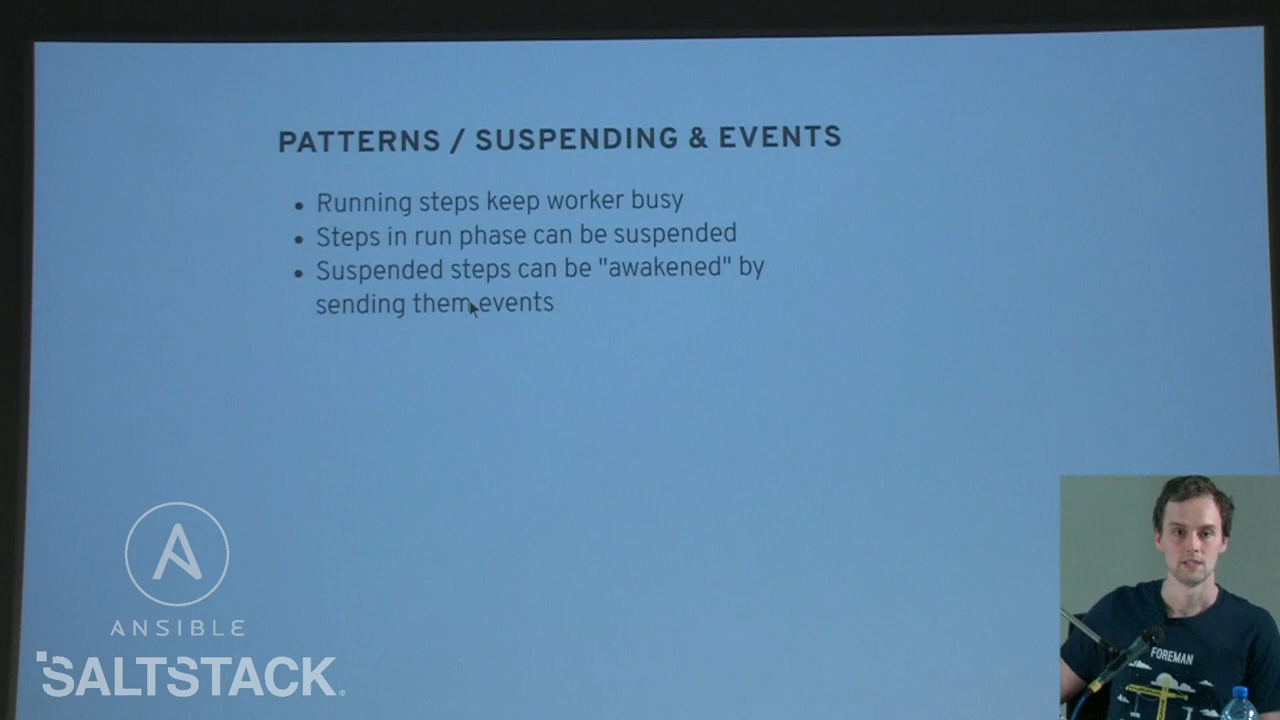 PATTERNS / SUSPENDING & EVENTS
• Running steps keep worker busy
• Steps in run phase can be suspended
• Suspended steps can be "awakened" by
sending them events
ANSIBLE
SALTSTACK
FOREMAN